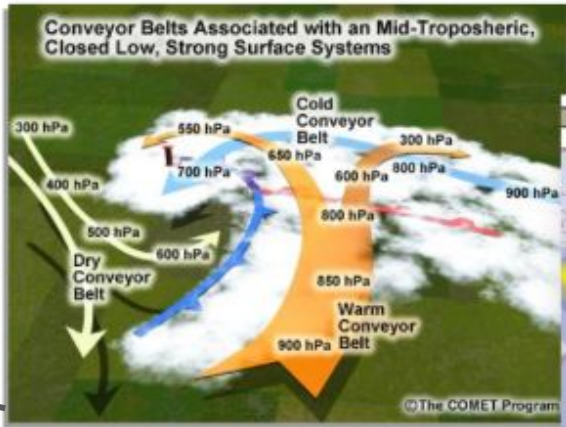 Conveyor Belts Associated with an Mid-Tropospheric,
Closed Low, Strong Surface Systems
Cold
Conveyor
Belt
300 hPa
550 hPa
650 hPa
300 hPa
700 hPa
600 hPa
800 hPa
400 hPa
900 hPa
800 hPa
500 hPa
600 hPa
Dry
Conveyor
Belt
850 hPa
Warm
Conveyor
Belt
900 hPa
©The COMET Program